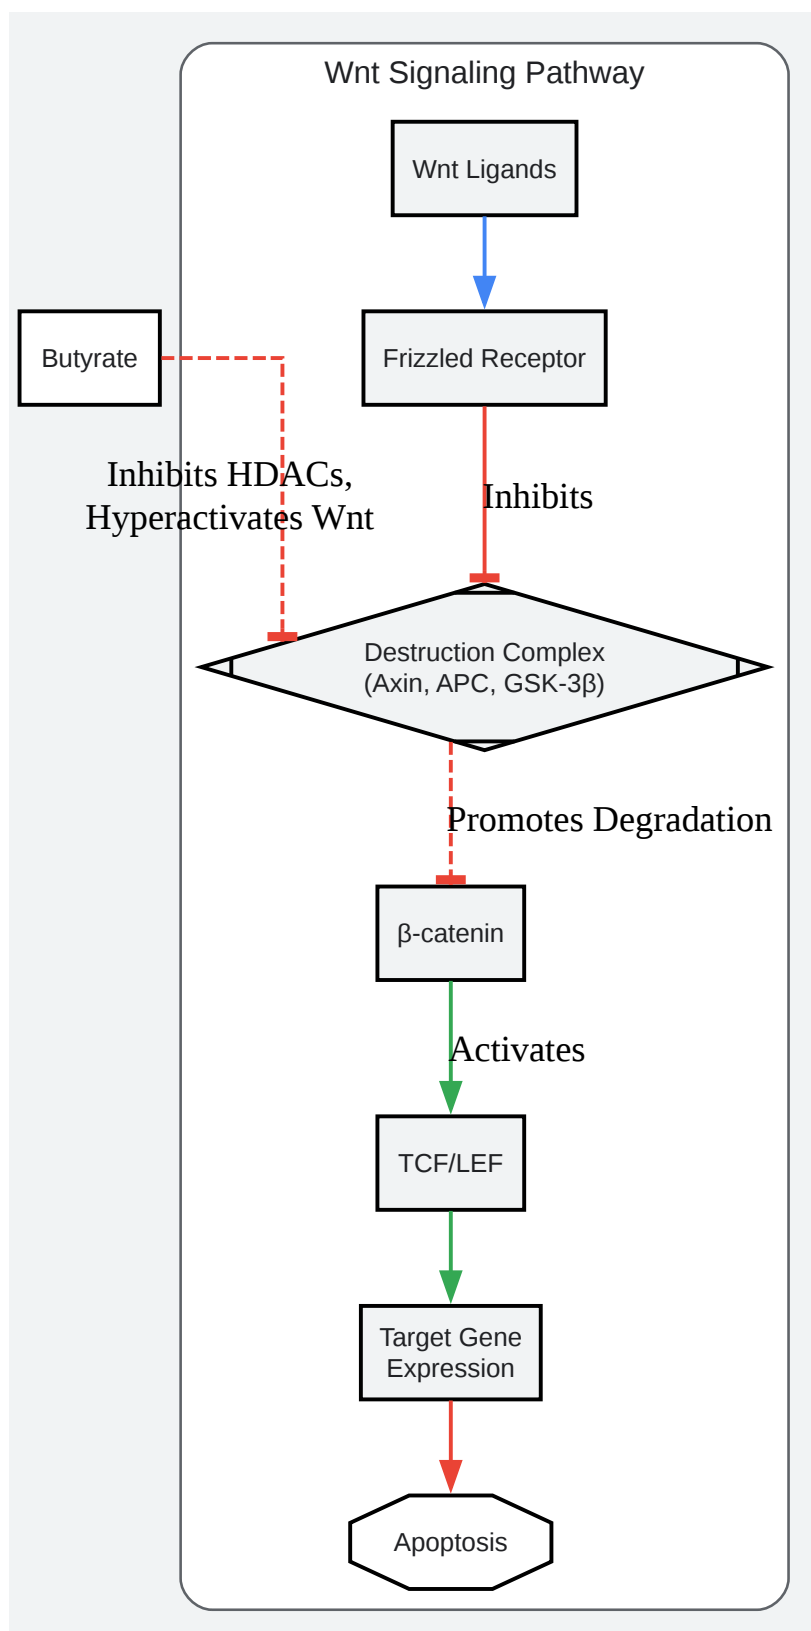 Wnt Signaling Pathway
Wnt Ligands
Butyrate
Frizzled Receptor
Inhibits HDACs,
Hyperactivates Wnt
Inhibits
Destruction Complex
(Axin, APC, GSK-3β)
Promotes Degradation
β-catenin
Activates
TCF/LEF
Target Gene
Expression
Apoptosis